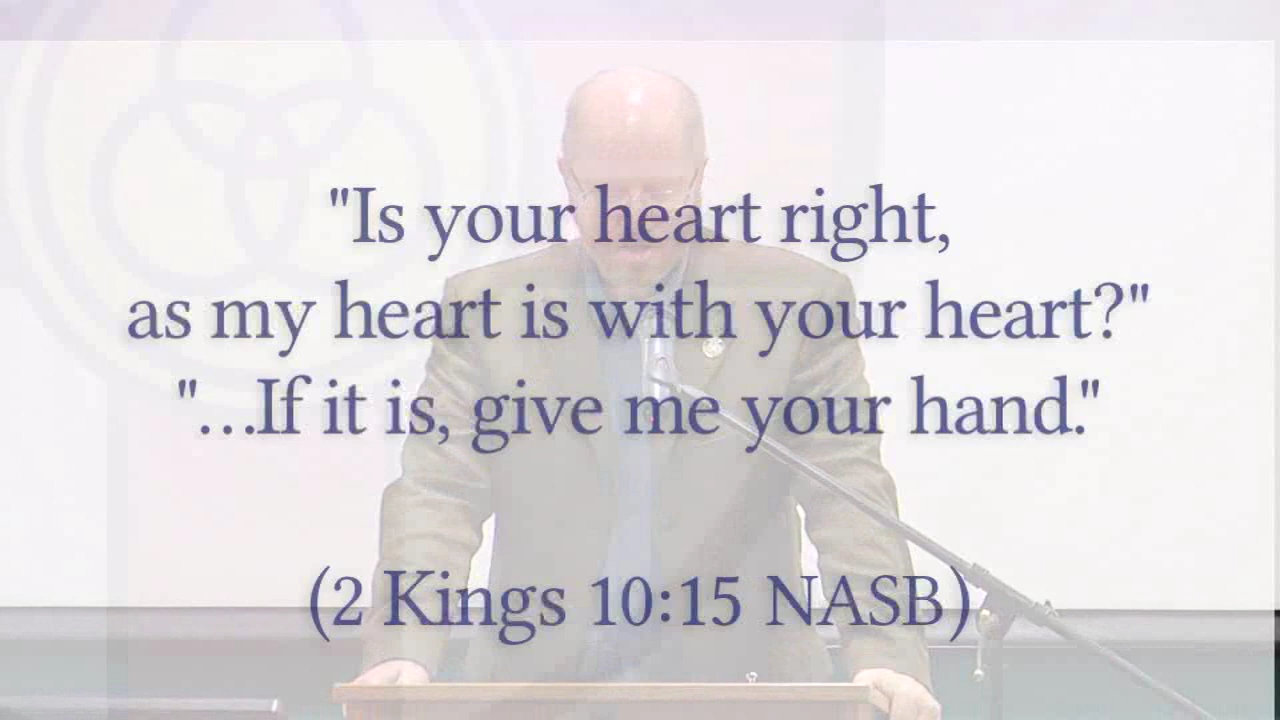 "Is your heart right,
as my heart is with your heart?"
"...If it is, give me your hand."
(2 Kings 10:15 NASB)